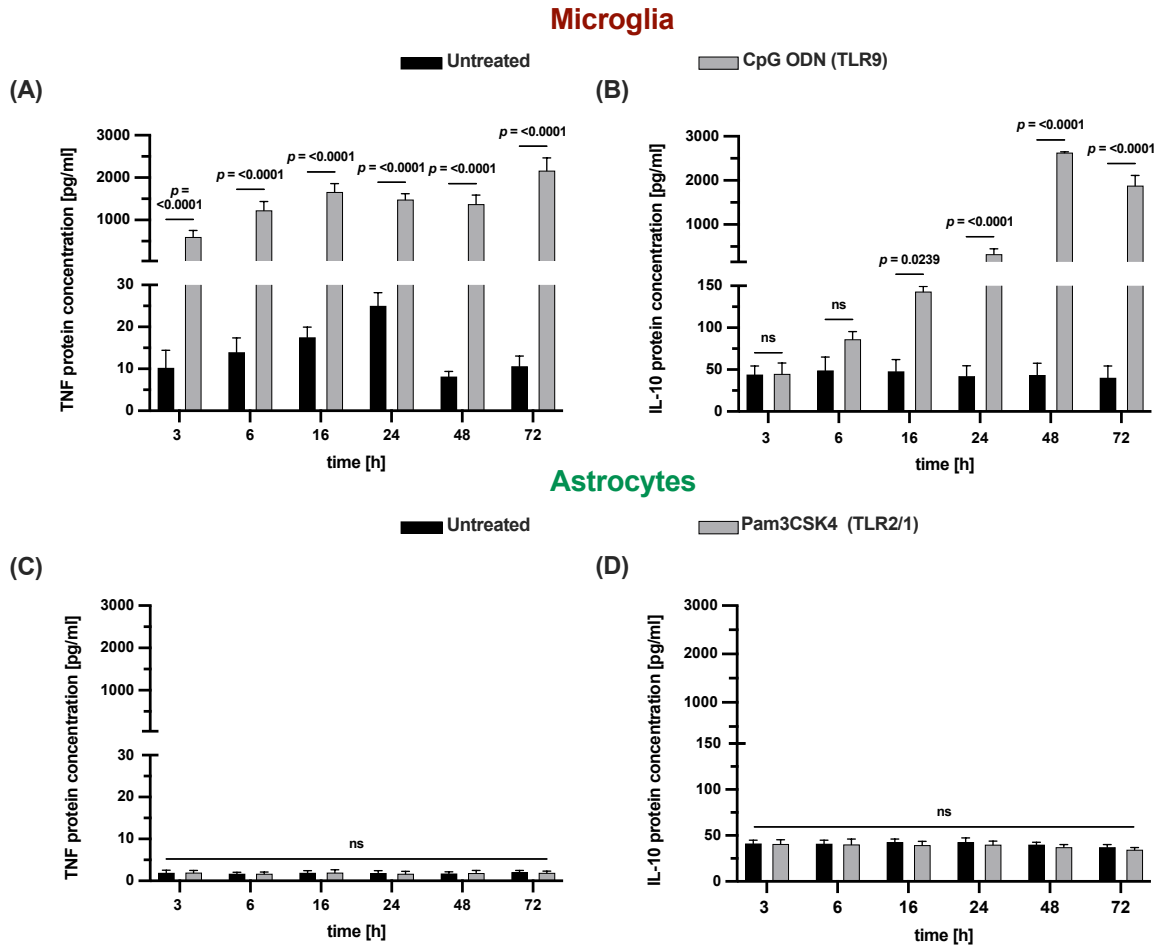 Microglia
Untreated
CpG ODN (TLR9)
(A)
(B)
TNF protein concentration [pg/ml]
3000
2000
1000
30
20
10
0
p =
<0.0001
p = <0.0001
p = <0.0001
p = <0.0001
p = <0.0001
p = <0.0001
3 6 16 24 48 72
time [h]
IL-10 protein concentration [pg/ml]
3000
2000
1000
150
100
50
0
ns
ns
p = 0.0239
p = <0.0001
p = <0.0001
p = <0.0001
3 6 16 24 48 72
time [h]
Astrocytes
Untreated
Pam3CSK4 (TLR2/1)
(C)
(D)
TNF protein concentration [pg/ml]
3000
2000
1000
30
20
10
0
ns
3 6 16 24 48 72
time [h]
IL-10 protein concentration [pg/ml]
3000
2000
1000
150
100
50
0
ns
3 6 16 24 48 72
time [h]